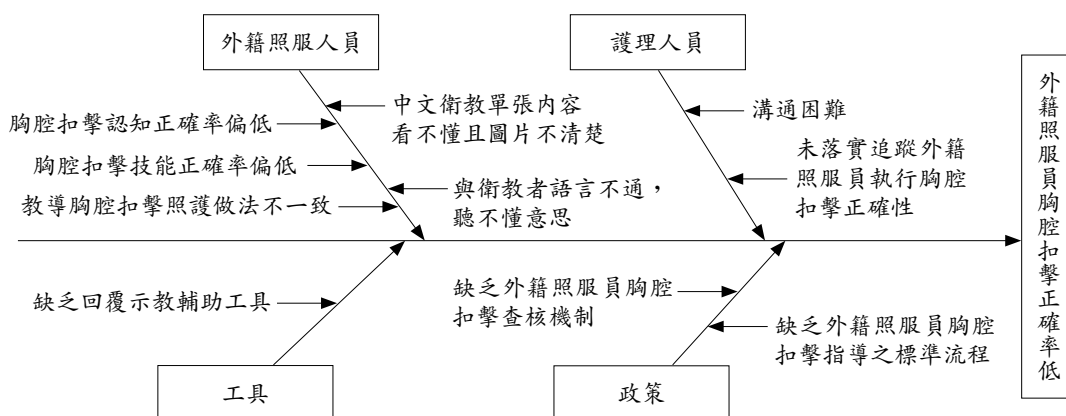 外籍照服人員
護理人員
中文衛教單張內容
看不懂且圖片不清楚
胸腔扣擊認知正確率偏低
胸腔扣擊技能正確率偏低
與衛教者語言不通，
聽不懂意思
教導胸腔扣擊照護做法不一致
溝通困難
未落實追蹤外籍
照服員執行胸腔
扣擊正確性
外籍照服員胸腔扣擊正確率低
缺乏回覆示教輔助工具
缺乏外籍照服員胸腔
扣擊查核機制
缺乏外籍照服員胸腔
扣擊指導之標準流程
工具
政策